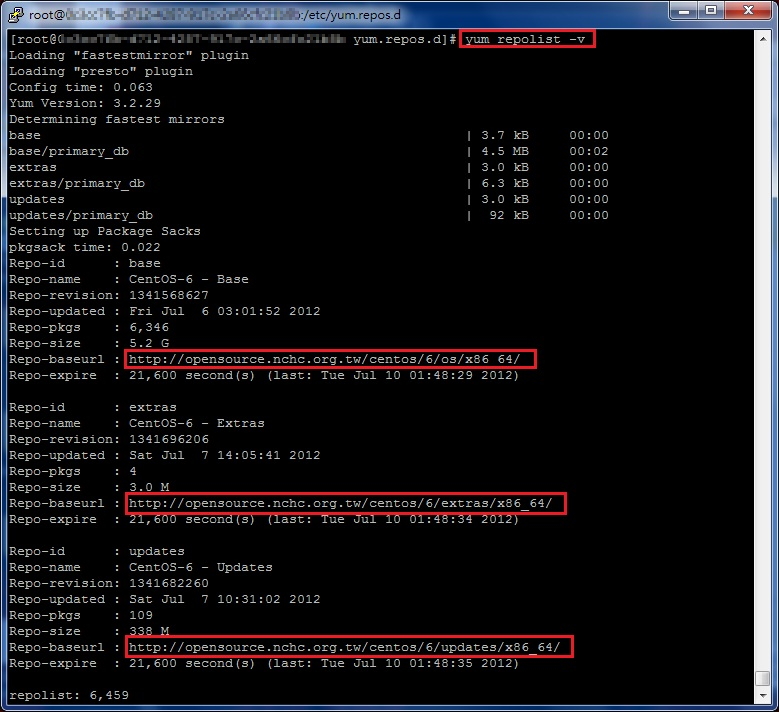 root@:/etc/yum.repos.d
[root@ yum.repos.d]# yum repolist -v
Loading "fastestmirror" plugin
Loading "presto" plugin
Config time: 0.063
Yum Version: 3.2.29
Determining fastest mirrors
base | 3.7 kB 00:00
base/primary_db | 4.5 MB 00:02
extras | 3.0 kB 00:00
extras/primary_db | 6.3 kB 00:00
updates | 3.0 kB 00:00
updates/primary_db | 92 kB 00:00
Setting up Package Sacks
pkgsack time: 0.022
Repo-id : base
Repo-name : CentOS-6 - Base
Repo-revision: 1341568627
Repo-updated : Fri Jul 6 03:01:52 2012
Repo-pkgs : 6,346
Repo-size : 5.2 G
Repo-baseurl : http://opensource.nchc.org.tw/centos/6/os/x86_64/
Repo-expire : 21,600 second(s) (last: Tue Jul 10 01:48:29 2012)
Repo-id : extras
Repo-name : CentOS-6 - Extras
Repo-revision: 1341696206
Repo-updated : Sat Jul 7 14:05:41 2012
Repo-pkgs : 4
Repo-size : 3.0 M
Repo-baseurl : http://opensource.nchc.org.tw/centos/6/extras/x86_64/
Repo-expire : 21,600 second(s) (last: Tue Jul 10 01:48:34 2012)
Repo-id : updates
Repo-name : CentOS-6 - Updates
Repo-revision: 1341682260
Repo-updated : Sat Jul 7 10:31:02 2012
Repo-pkgs : 109
Repo-size : 338 M
Repo-baseurl : http://opensource.nchc.org.tw/centos/6/updates/x86_64/
Repo-expire : 21,600 second(s) (last: Tue Jul 10 01:48:35 2012)
repolist: 6,459